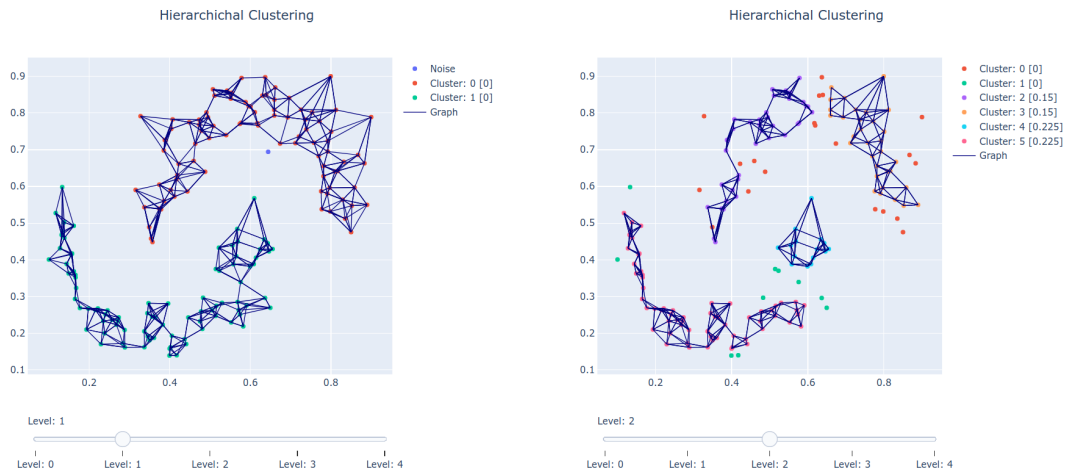 Hierarchichal Clustering
0.9
0.8
0.7
0.6
0.5
0.4
0.3
0.2
0.1
0.2
0.4
0.6
0.8
Noise
Cluster: 0 [0]
Cluster: 1 [0]
Graph
Level: 1
Level: 0
Level: 1
Level: 2
Level: 3
Level: 4
Hierarchichal Clustering
0.9
0.8
0.7
0.6
0.5
0.4
0.3
0.2
0.1
0.2
0.4
0.6
0.8
Cluster: 0 [0]
Cluster: 1 [0]
Cluster: 2 [0.15]
Cluster: 3 [0.15]
Cluster: 4 [0.225]
Cluster: 5 [0.225]
Graph
Level: 2
Level: 0
Level: 1
Level: 2
Level: 3
Level: 4